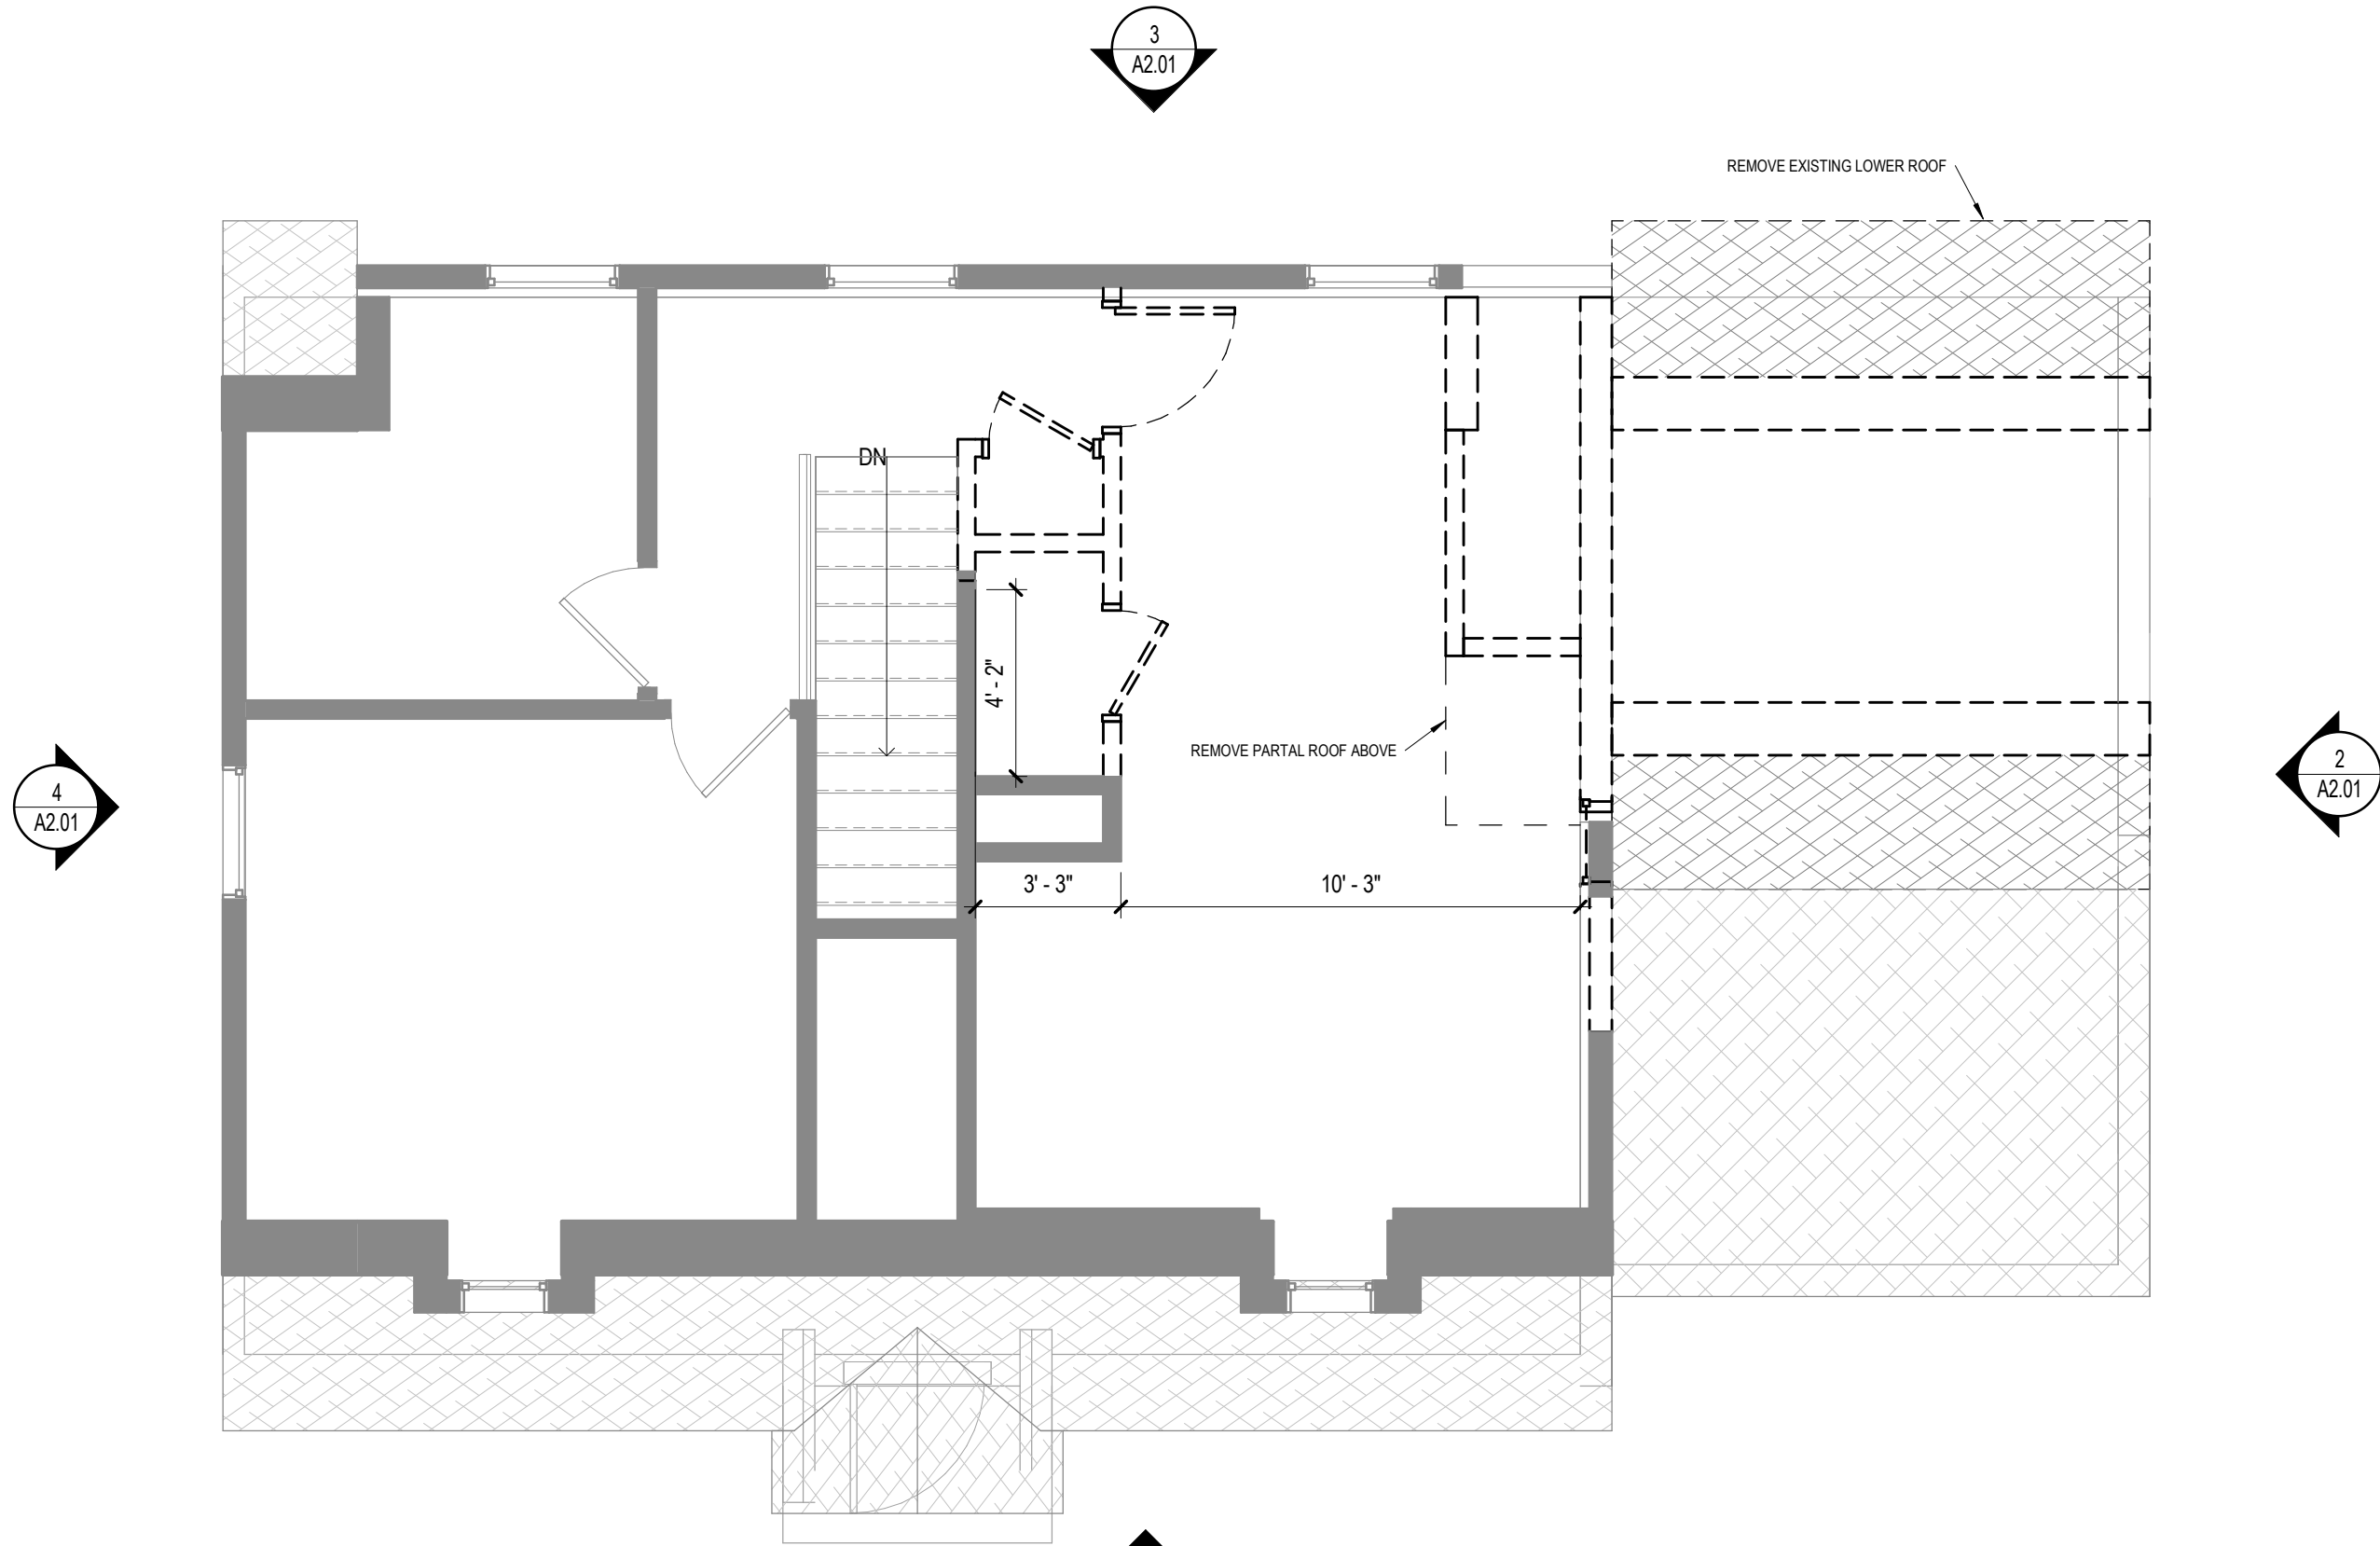 3
A2.01
REMOVE EXISTING LOWER ROOF
DN
4' - 2"
REMOVE PARTAL ROOF ABOVE
2
A2.01
4
A2.01
3' - 3"
10' - 3"